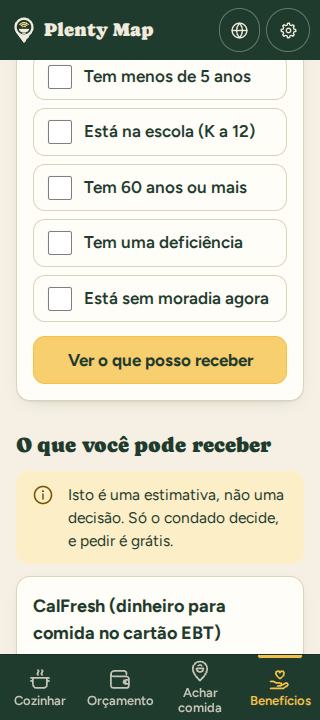 Plenty Map
Tem menos de 5 anos
Está na escola (K a 12)
Tem 60 anos ou mais
Tem uma deficiência
Está sem moradia agora
Ver o que posso receber
O que você pode receber
Isto é uma estimativa, não uma
decisão. Só o condado decide,
e pedir é grátis.
CalFresh (dinheiro para
comida no cartão EBT)
Cozinhar
Orçamento
Achar
comida
Benefícios